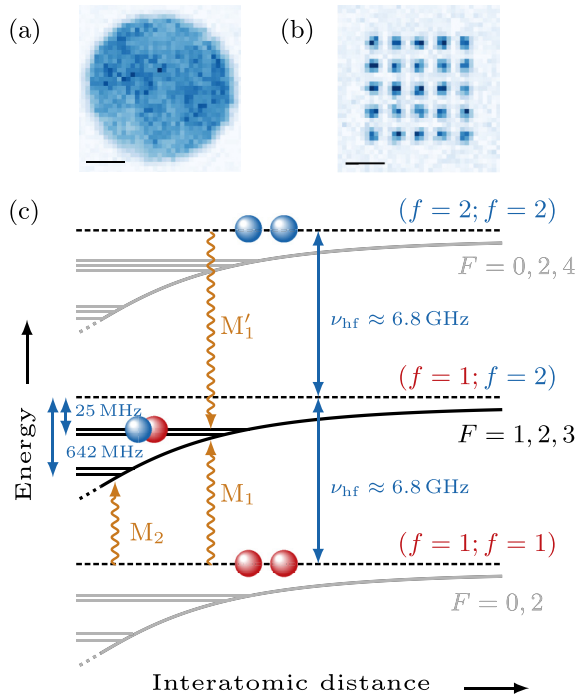 (a)
(b)
(c)
(f = 2; f = 2)
F = 0, 2, 4
M′₁
νhf ≈ 6.8 GHz
(f = 1; f = 2)
25 MHz
F = 1, 2, 3
642 MHz
Energy
M₁
νhf ≈ 6.8 GHz
M₂
(f = 1; f = 1)
F = 0, 2
Interatomic distance